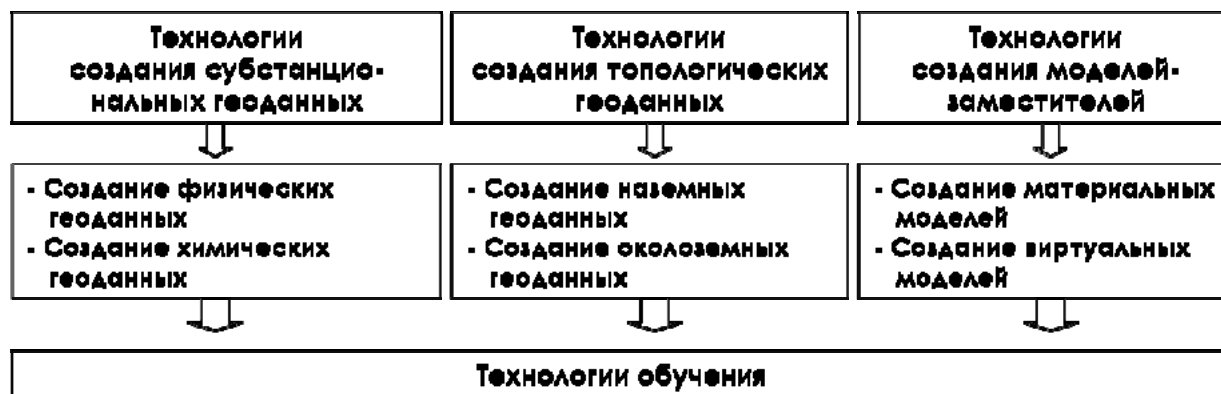 Технологии
создания субстанцио-
нальных геоданных
Технологии
создания топологических
геоданных
Технологии
создания моделей-
заместителей
- Создание физических
геоданных
- Создание химических
геоданных
- Создание наземных
геоданных
- Создание околоземных
геоданных
- Создание материальных
моделей
- Создание виртуальных
моделей
Технологии обучения